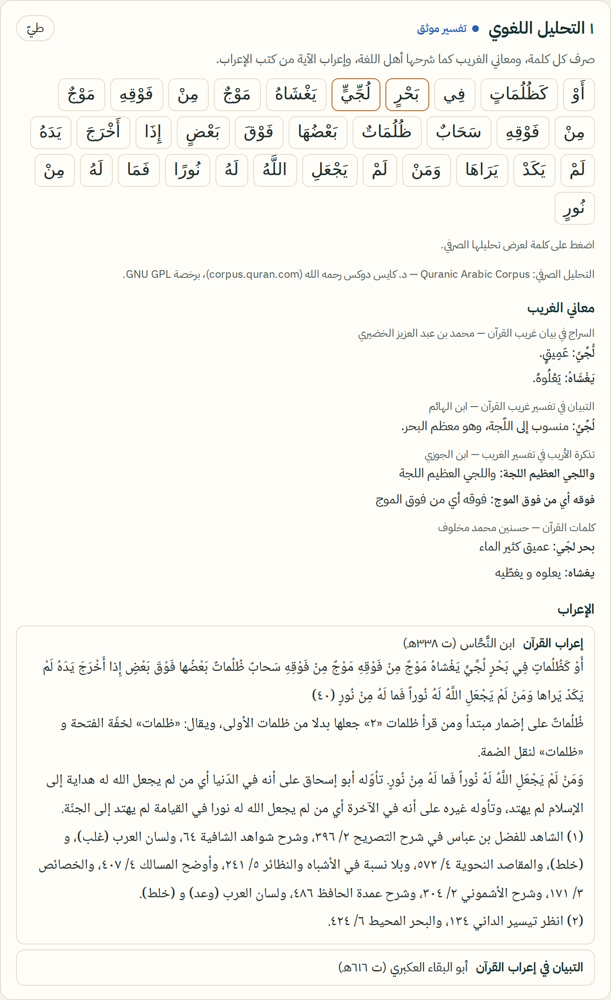 ١ التحليل اللغوي ● تفسير موثق طيّ
صرف كل كلمة، ومعاني الغريب كما شرحها أهل اللغة، وإعراب الآية من كتب الإعراب.
أَوْ كَظُلُمَاتٍ فِي بَحْرٍ لُجِّيٍّ يَغْشَاهُ مَوْجٌ مِنْ فَوْقِهِ مَوْجٌ
مِنْ فَوْقِهِ سَحَابٌ ظُلُمَاتٌ بَعْضُهَا فَوْقَ بَعْضٍ إِذَا أَخْرَجَ يَدَهُ
لَمْ يَكَدْ يَرَاهَا وَمَنْ لَمْ يَجْعَلِ اللَّهُ لَهُ نُورًا فَمَا لَهُ مِنْ
نُورٍ
اضغط على كلمة لعرض تحليلها الصرفي.
التحليل الصرفي: Quranic Arabic Corpus — د. كايس دوكس رحمه الله (corpus.quran.com)، برخصة GNU GPL.
معاني الغريب
السراج في بيان غريب القرآن — محمد بن عبد العزيز الخضيري
لُّجِّيٍّ: عَمِيقٍ.
يَغْشَاهُ: يَعْلُوهُ.
التبيان في تفسير غريب القرآن — ابن الهائم
لُجِّيٍّ: منسوب إلى اللّجة، وهو معظم البحر.
تذكرة الأريب في تفسير الغريب — ابن الجوزي
واللجي العظيم اللجة: واللجي العظيم اللجة
فوقه أي من فوق الموج: فوقه أي من فوق الموج
كلمات القرآن — حسنين محمد مخلوف
بحر لجّي: عميق كثير الماء
يغشاه: يعلوه و يغطّيه
الإعراب
إعراب القرآن ابن النَّحَّاس (ت ٣٣٨هـ)
أَوْ كَظُلُماتٍ فِي بَحْرٍ لُجِّيٍّ يَغْشاهُ مَوْجٌ مِنْ فَوْقِهِ مَوْجٌ مِنْ فَوْقِهِ سَحابٌ ظُلُماتٌ بَعْضُها فَوْقَ بَعْضٍ إِذا أَخْرَجَ يَدَهُ لَمْ
يَكَدْ يَراها وَمَنْ لَمْ يَجْعَلِ اللَّهُ لَهُ نُوراً فَما لَهُ مِنْ نُورٍ (٤٠)
ظُلُماتٌ على إضمار مبتدأ ومن قرأ ظلمات «٢» جعلها بدلا من ظلمات الأولى، ويقال: «ظلمات» لخفّة الفتحة و
«ظلمات» لنقل الضمة.
وَمَنْ لَمْ يَجْعَلِ اللَّهُ لَهُ نُوراً فَما لَهُ مِنْ نُورٍ. تأوّله أبو إسحاق على أنه في الدّنيا أي من لم يجعل الله له هداية إلى
الإسلام لم يهتد، وتأوله غيره على أنه في الآخرة أي من لم يجعل الله له نورا في القيامة لم يهتد إلى الجنّة.
(١) الشاهد للفضل بن عباس في شرح التصريح ٢/ ٣٩٦، وشرح شواهد الشافية ٦٤، ولسان العرب (غلب)، و
(خلط)، والمقاصد النحوية ٤/ ٥٧٢، وبلا نسبة في الأشباه والنظائر ٥/ ٢٤١، وأوضح المسالك ٤/ ٤٠٧، والخصائص
٣/ ١٧١، وشرح الأشموني ٢/ ٣٠٤، وشرح عمدة الحافظ ٤٨٦، ولسان العرب (وعد) و (خلط).
(٢) انظر تيسير الداني ١٣٤، والبحر المحيط ٦/ ٤٢٤.
التبيان في إعراب القرآن أبو البقاء العكبري (ت ٦١٦هـ)